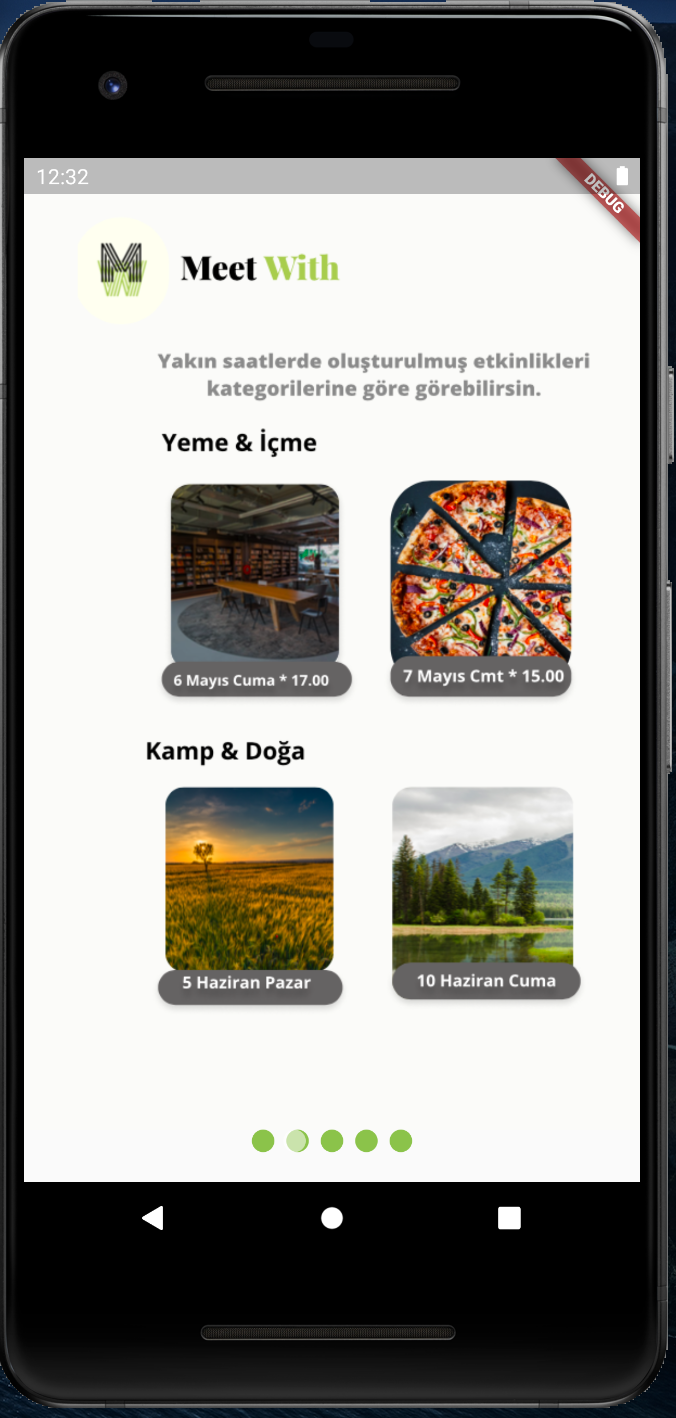 12:32
DEBUG
MW
Meet With
Yakın saatlerde oluşturulmuş etkinlikleri
kategorilerine göre görebilirsin.
Yeme & İçme
6 Mayıs Cuma * 17.00
7 Mayıs Cmt * 15.00
Kamp & Doğa
5 Haziran Pazar
10 Haziran Cuma